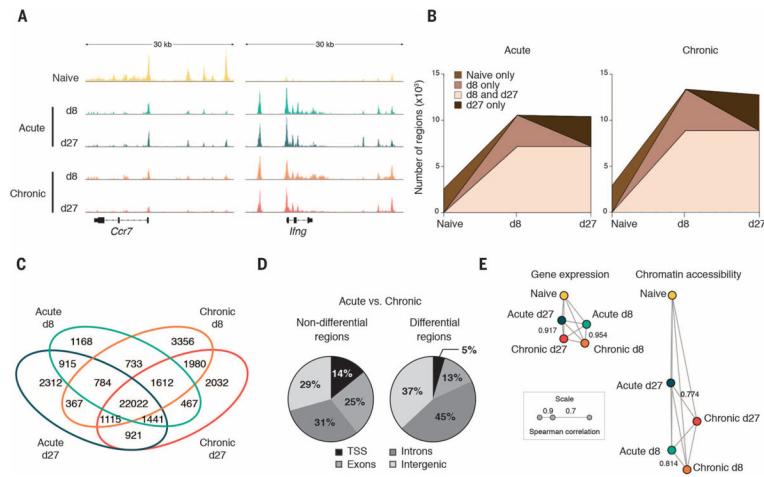 A
30 kb
30 kb
Naive
Acute
d8
d27
Chronic
d8
d27
Ccr7
Ifng
B
Acute
Chronic
Number of regions (x10³)
15
10
5
0
Naive only
d8 only
d8 and d27
d27 only
Naive
d8
d27
15
10
5
0
Naive
d8
d27
C
Acute
d8
Chronic
d8
1168
3356
915
733
1980
2312
784
1612
2032
367
22022
467
1115
1441
921
Acute
d27
Chronic
d27
D
Acute vs. Chronic
Non-differential
regions
Differential
regions
14%
25%
31%
29%
5%
13%
45%
37%
TSS
Exons
Introns
Intergenic
E
Gene expression
Naive
Acute d27
Acute d8
0.917
0.954
Chronic d27
Chronic d8
Scale
0.9
0.7
Spearman correlation
Chromatin accessibility
Naive
Acute d27
0.774
Chronic d27
Acute d8
0.814
Chronic d8